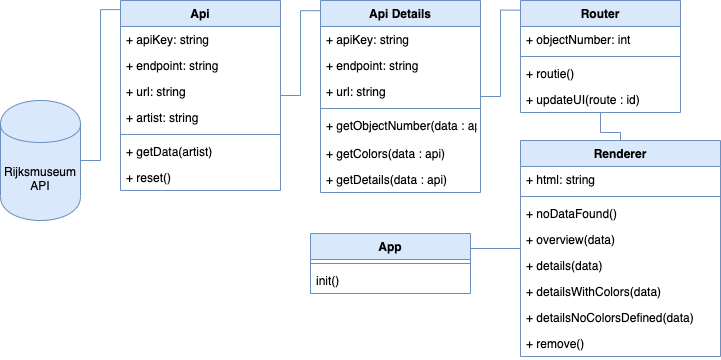 Rijksmuseum
API
Api
+ apiKey: string
+ endpoint: string
+ url: string
+ artist: string
+ getData(artist)
+ reset()
Api Details
+ apiKey: string
+ endpoint: string
+ url: string
+ getObjectNumber(data : ap
+ getColors(data : api)
+ getDetails(data : api)
Router
+ objectNumber: int
+ routie()
+ updateUI(route : id)
Renderer
+ html: string
+ noDataFound()
+ overview(data)
+ details(data)
+ detailsWithColors(data)
+ detailsNoColorsDefined(data)
+ remove()
App
init()